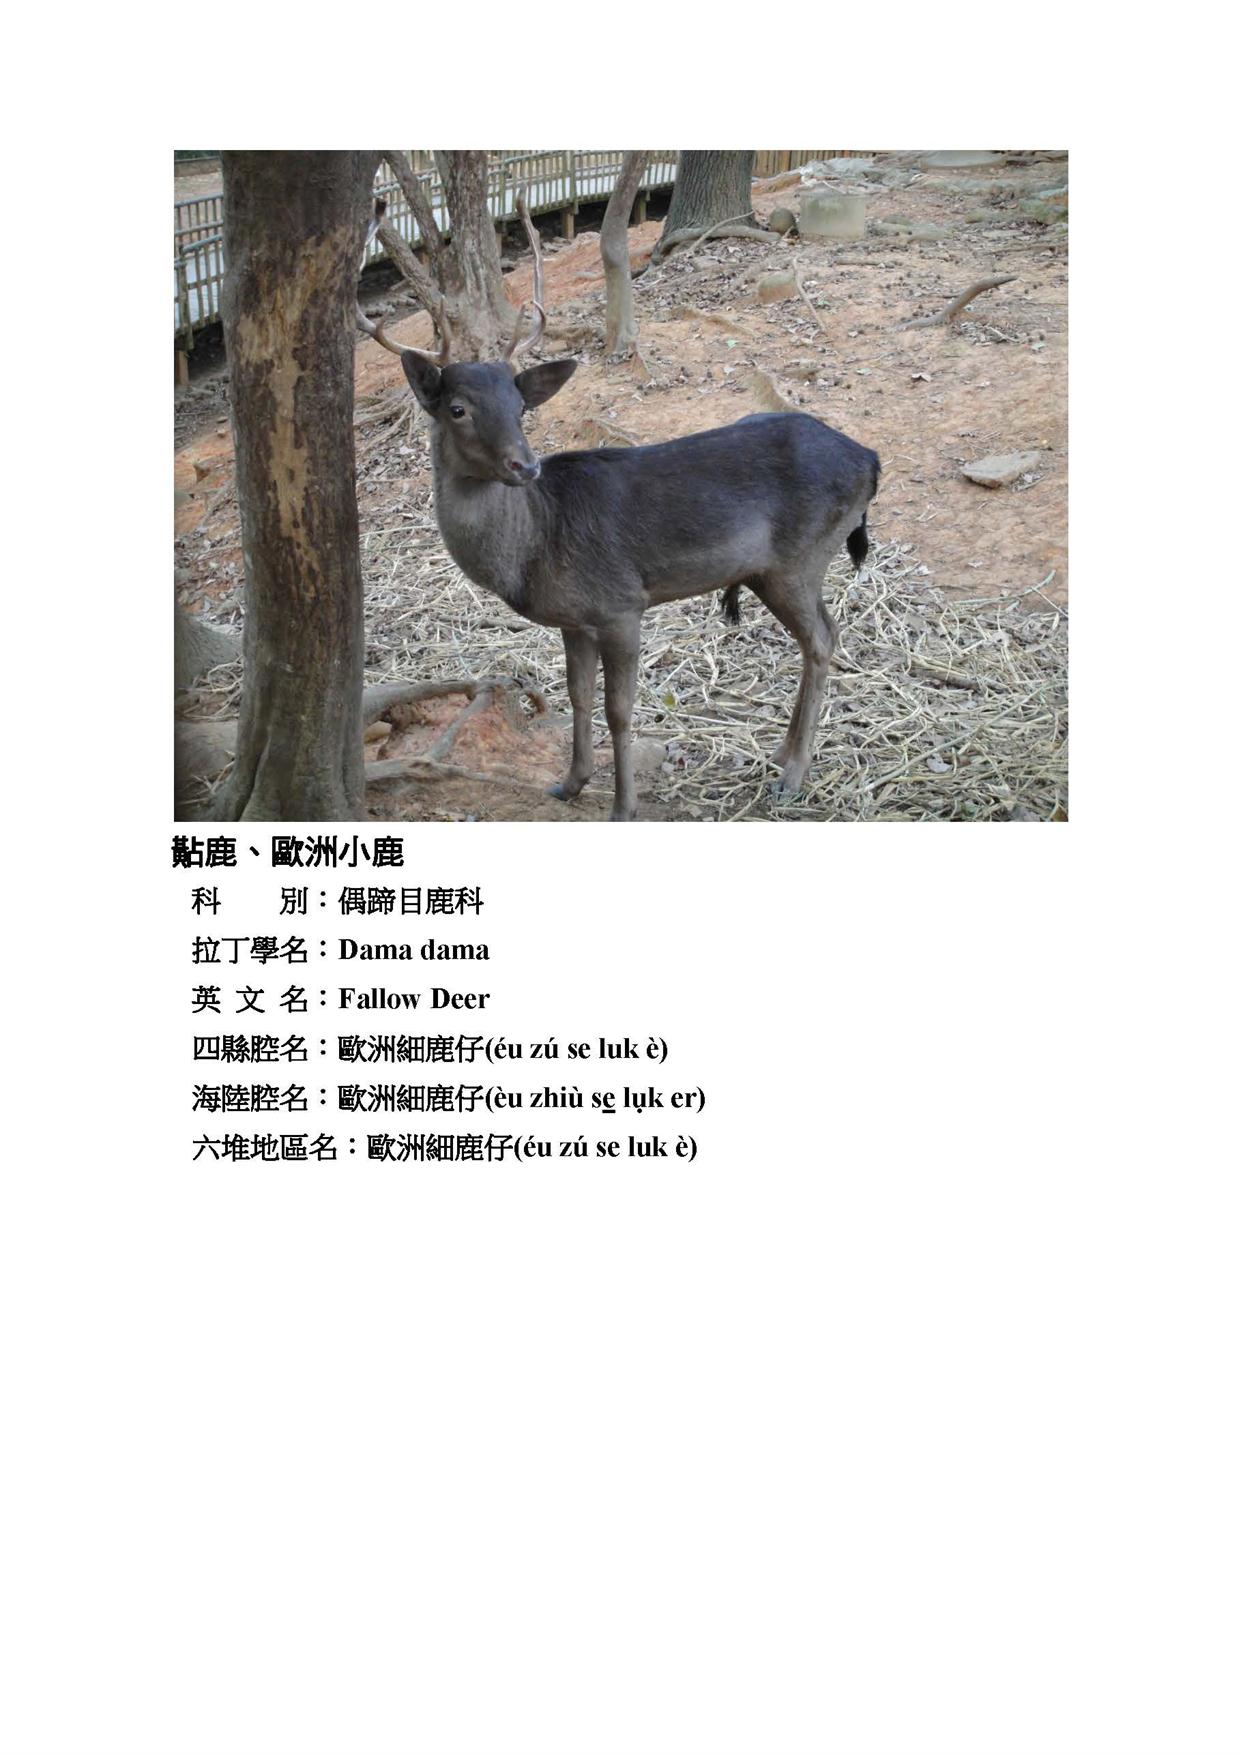 黇鹿、歐洲小鹿
科　　別：偶蹄目鹿科
拉丁學名：Dama dama
英 文 名：Fallow Deer
四縣腔名：歐洲細鹿仔(éu zú se luk è)
海陸腔名：歐洲細鹿仔(èu zhiù se̲ lụk er)
六堆地區名：歐洲細鹿仔(éu zú se luk è)